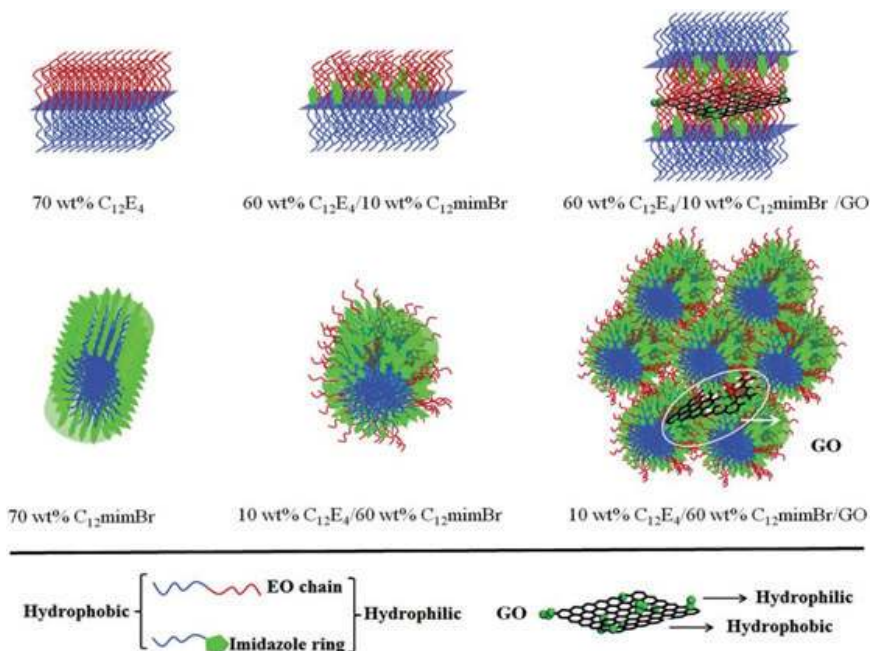 70 wt% C₁₂E₄
60 wt% C₁₂E₄/10 wt% C₁₂mimBr
60 wt% C₁₂E₄/10 wt% C₁₂mimBr /GO
70 wt% C₁₂mimBr
10 wt% C₁₂E₄/60 wt% C₁₂mimBr
GO
10 wt% C₁₂E₄/60 wt% C₁₂mimBr/GO
EO chain
Hydrophobic
Hydrophilic
Imidazole ring
GO
Hydrophilic
Hydrophobic